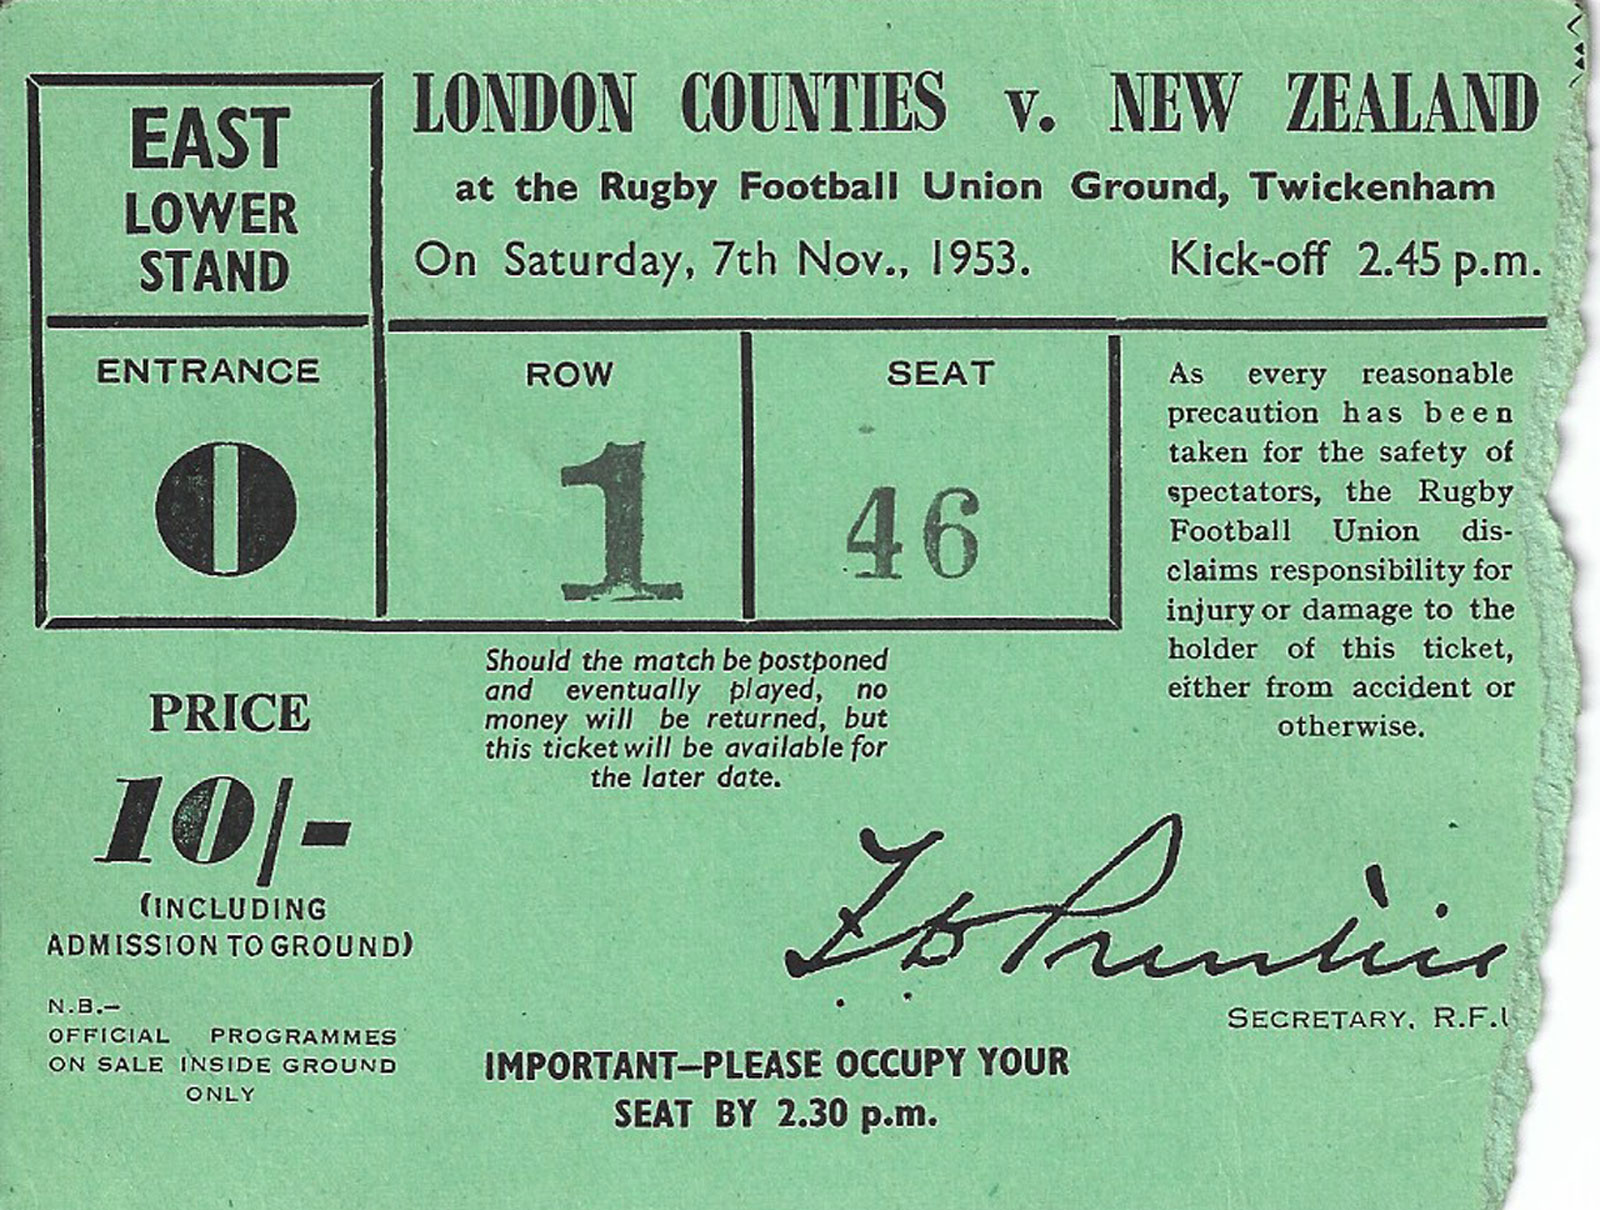 EAST
LOWER
STAND
LONDON COUNTIES v. NEW ZEALAND
at the Rugby Football Union Ground, Twickenham
On Saturday, 7th Nov., 1953. Kick-off 2.45 p.m.
ENTRANCE
0
ROW
1
SEAT
46
As every reasonable
precaution has been
taken for the safety of
spectators, the Rugby
Football Union dis-
claims responsibility for
injury or damage to the
holder of this ticket,
either from accident or
otherwise.
Should the match be postponed
and eventually played, no
money will be returned, but
this ticket will be available for
the later date.
PRICE
10/-
(INCLUDING
ADMISSION TO GROUND)
N.B.—
OFFICIAL PROGRAMMES
ON SALE INSIDE GROUND
ONLY
SECRETARY, R.F.
IMPORTANT—PLEASE OCCUPY YOUR
SEAT BY 2.30 p.m.